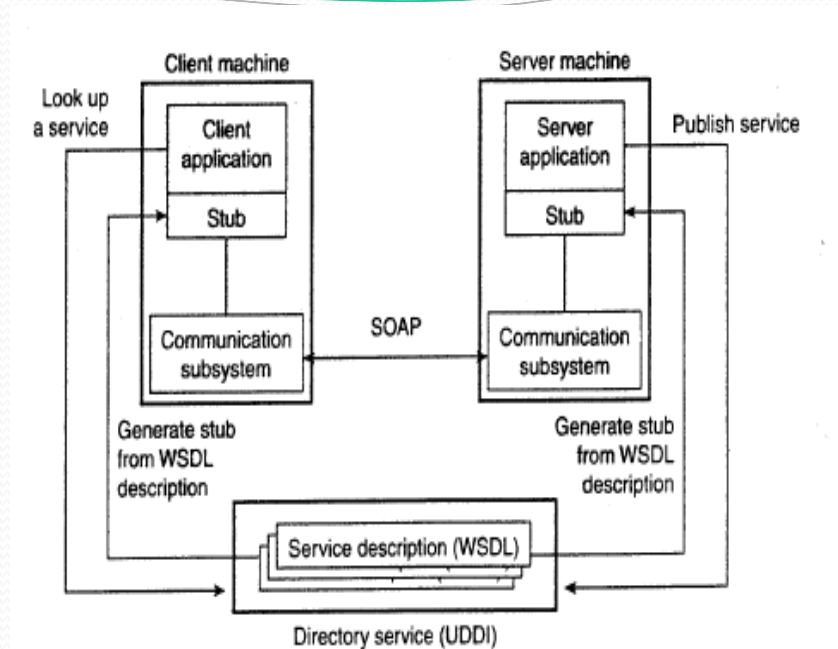 Client machine
Server machine
Look up
a service
Client
application
Stub
Server
application
Stub
Publish service
Communication
subsystem
SOAP
Communication
subsystem
Generate stub
from WSDL
description
Generate stub
from WSDL
description
Service description (WSDL)
Directory service (UDDI)